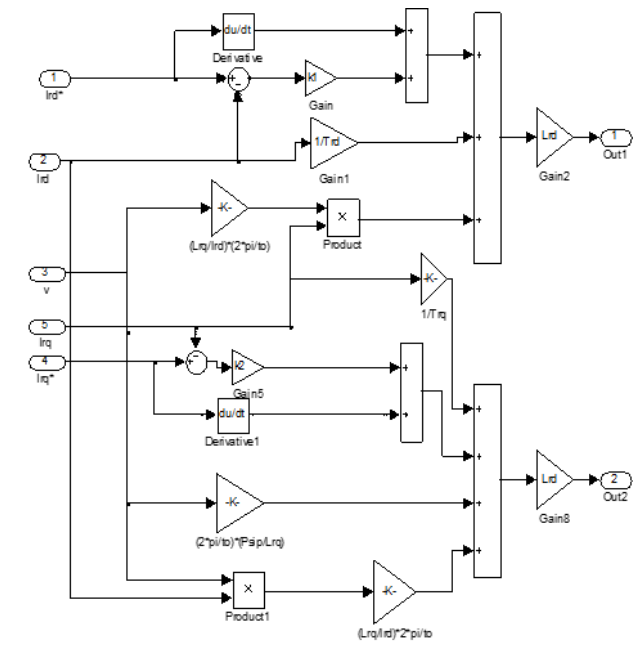 du/dt
+
Derivative
+
1
Ird*
+
-
k1
Gain
+
+
2
Ird
1/Trd
Gain1
+
Lrd
Gain2
1
Out1
-K-
(Lrq/Ird)*(2*pi/to)
×
Product
+
3
v
-K-
1/Trq
5
Irq
4
Irq*
+
-
k2
Gain5
+
du/dt
Derivative1
+
+
+
Lrd
Gain8
2
Out2
-K-
(2*pi/to)*(Psip/Lrq)
+
×
Product1
-K-
(Lrq/Ird)*2*pi/to
+